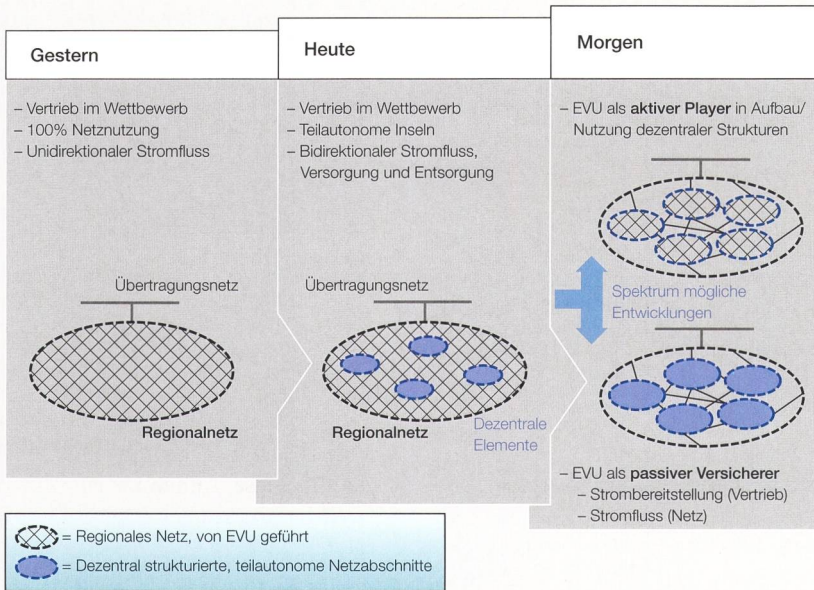 Gestern
– Vertrieb im Wettbewerb
– 100% Netznutzung
– Unidirektionaler Stromfluss
Übertragungsnetz
Regionalnetz
Heute
– Vertrieb im Wettbewerb
– Teilautonome Inseln
– Bidirektionaler Stromfluss,
Versorgung und Entsorgung
Übertragungsnetz
Regionalnetz
Dezentrale
Elemente
Morgen
– EVU als aktiver Player in Aufbau/
Nutzung dezentraler Strukturen
Spektrum mögliche
Entwicklungen
– EVU als passiver Versicherer
– Strombereitstellung (Vertrieb)
– Stromfluss (Netz)
= Regionales Netz, von EVU geführt
= Dezentral strukturierte, teilautonome Netzabschnitte